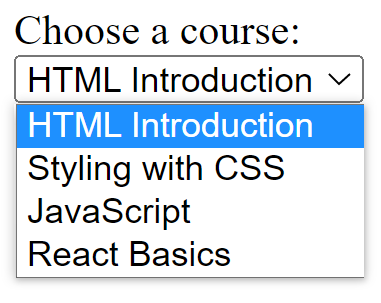 Choose a course:
HTML Introduction
HTML Introduction
Styling with CSS
JavaScript
React Basics